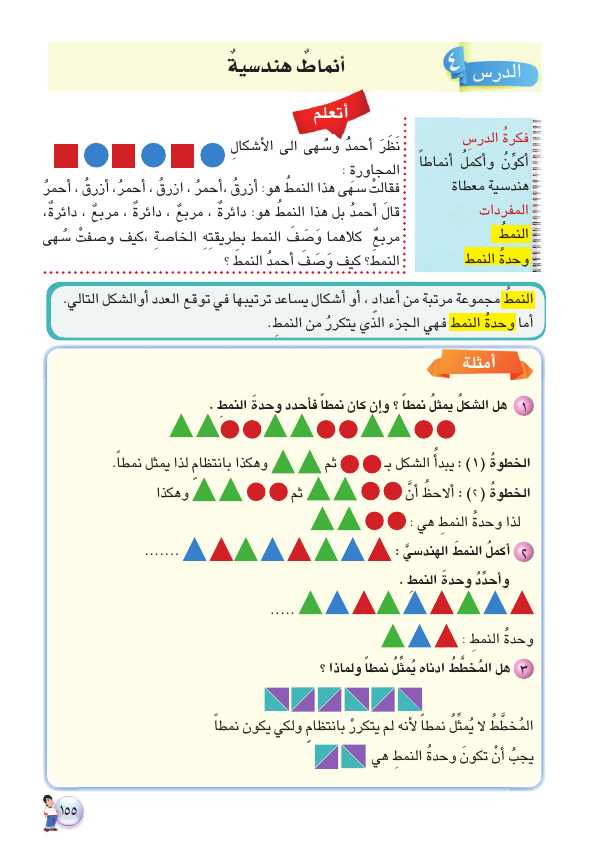 الدرس ٤
أنماطٌ هندسيةٌ
فكرةُ الدرسِ
أكوِّنُ وأكملُ أنماطاً
هندسية معطاة
المفردات
النمطُ
وحدةُ النمط
أتعلم
نَظَرَ أحمدُ وسُهى الى الأشكالِ
المجاورة :
فقالتْ سهَى هذا النمطُ هو: أزرقُ ،أحمرُ ، ازرقُ ، أحمرُ، أزرقُ ، أحمرُ
قالَ أحمدُ بل هذا النمطُ هو: دائرةٌ ، مربعٌ ، دائرةٌ ، مربعٌ ، دائرةٌ،
مربعٌ كلاهما وَصَفَ النمط بِطريقتِهِ الخاصةِ ،كيف وصفتْ سُهى
النمطَ؟ كيفَ وَصَفَ أحمدُ النمطَ ؟
النمطُ مجموعة مرتبة من أعدادٍ ، أو أشكال يساعد ترتيبها في توقع العدد أوالشكل التالي.
أما وحدةُ النمط فهي الجزء الذي يتكررُ من النمطِ.
أمثلة
١ هل الشكلُ يمثلُ نمطاً ؟ وإن كان نمطاً فأحدد وحدةَ النمطِ .
الخطوةُ (١) : يبدأُ الشكل بـ ثم وهكذا بانتظامٍ لذا يمثل نمطاً.
الخطوةُ (٢) : ألاحظُ أنَّ ثم وهكذا
لذا وحدةُ النمطِ هي :
٢ أكملُ النمطَ الهندسيَّ : .......
وأحدِّدُ وحدةَ النمطِ .
.....
وحدةُ النمطِ :
٣ هل المُخطَّطُ ادناه يُمثِّلُ نمطاً ولماذا ؟
المُخطَّطُ لا يُمثِّلُ نمطاً لأنه لم يتكررْ بانتظامٍ ولكي يكون نمطاً
يجبُ أنْ تكونَ وحدةُ النمطِ هي
١٥٥